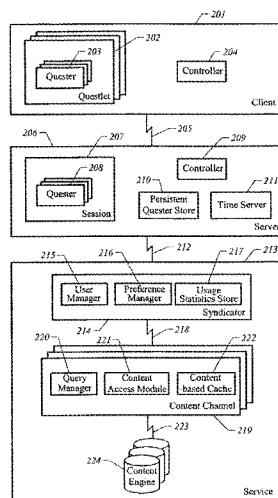 201
202
203
204
Quester
Controller
Questlet
Client
205
206
207
209
208
210
211
Controller
Quester
Persistent
Quester Store
Time Server
Session
Server
212
213
215
216
217
User
Manager
Preference
Manager
Usage
Statistics Store
Syndicator
214
218
220
221
222
Query
Manager
Content
Access Module
Content
based Cache
Content Channel
219
223
224
Content
Engine
Service